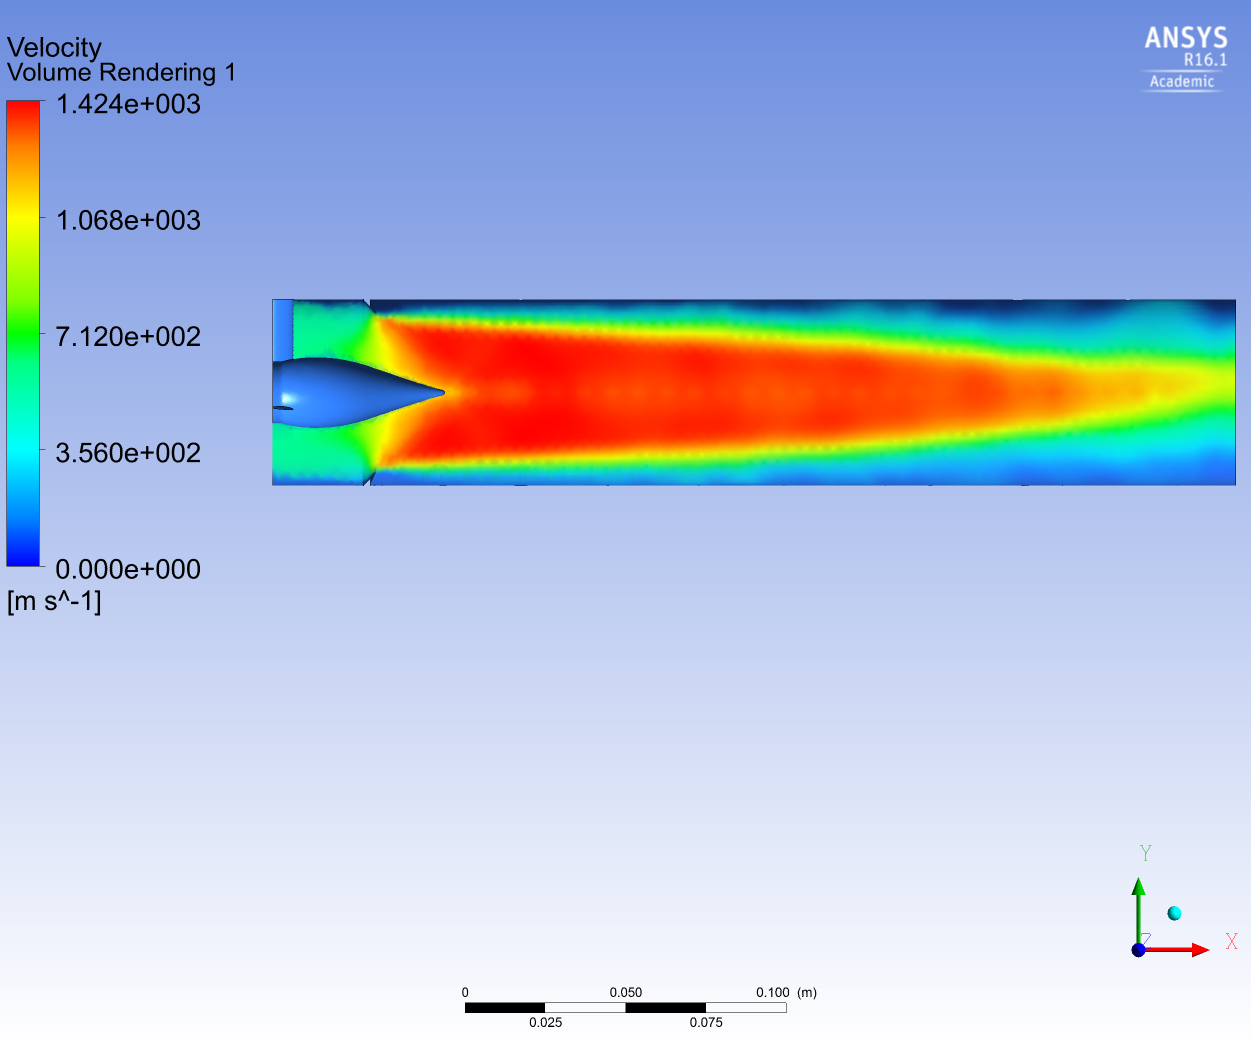 Velocity
Volume Rendering 1
1.424e+003
1.068e+003
7.120e+002
3.560e+002
0.000e+000
[m s^-1]
ANSYS
R16.1
Academic
Y
Z
X
0 0.050 0.100 (m)
0.025 0.075